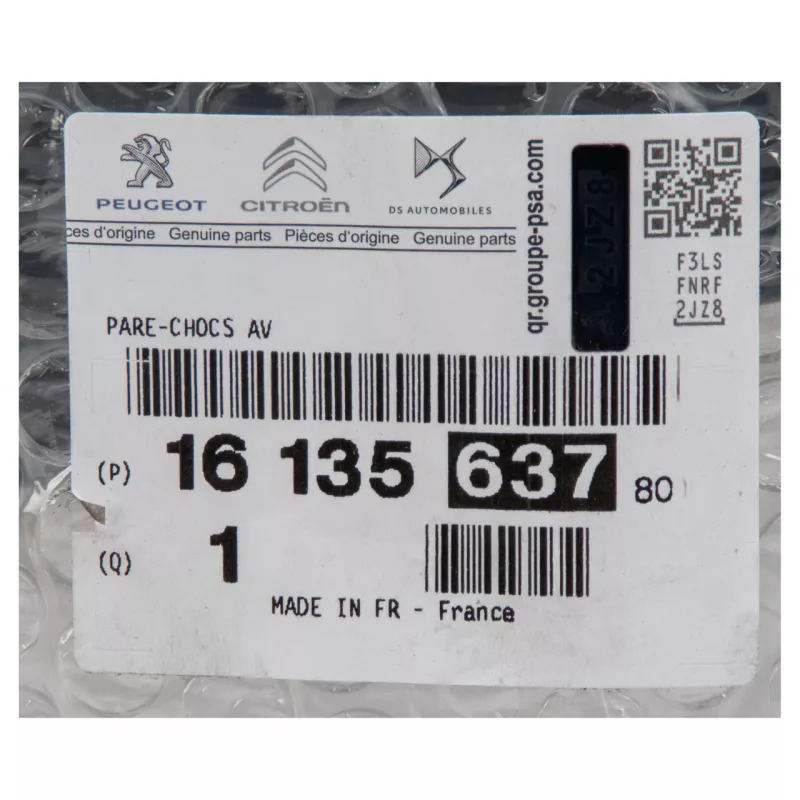 PEUGEOT
CITROËN
DS AUTOMOBILES
ces d'origine Genuine parts Pièces d'origine Genuine parts
qr.groupe-psa.com
2JZ8
F3LS
FNRF
2JZ8
PARE-CHOCS AV
(P) 16 135 637 80
(Q) 1
MADE IN FR - France